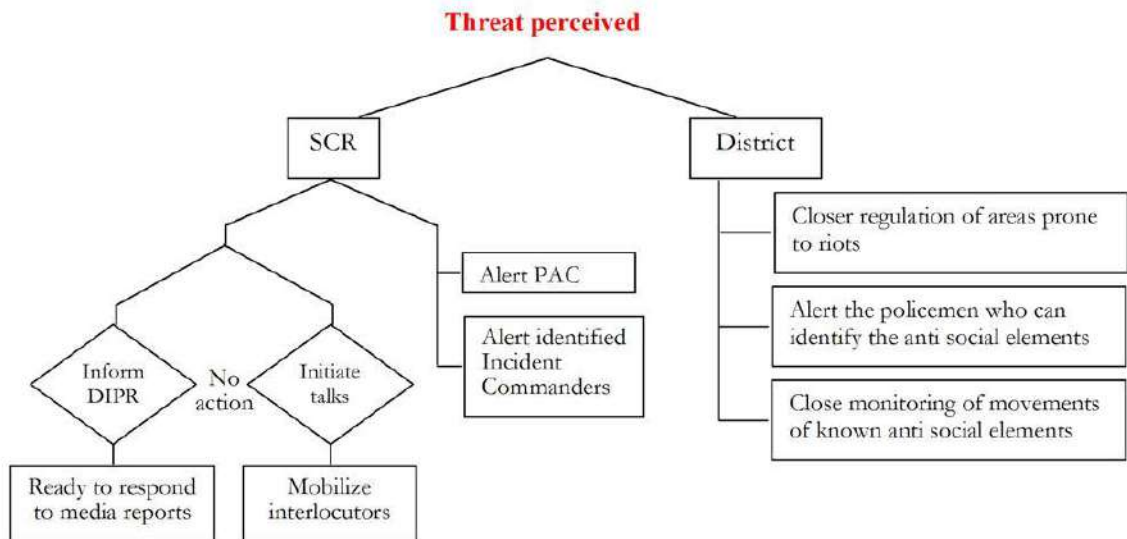 Threat perceived
SCR
District
Closer regulation of areas prone
to riots
Alert PAC
Alert the policemen who can
identify the anti social elements
Alert identified
Incident
Commanders
Inform
DIPR
No
action
Initiate
talks
Close monitoring of movements
of known anti social elements
Ready to respond
to media reports
Mobilize
interlocutors